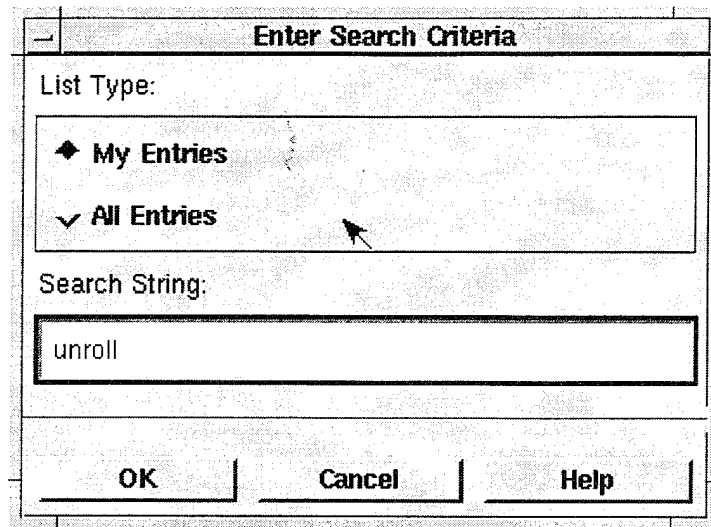 Enter Search Criteria
List Type:
My Entries
All Entries
Search String:
unroll
OK Cancel Help